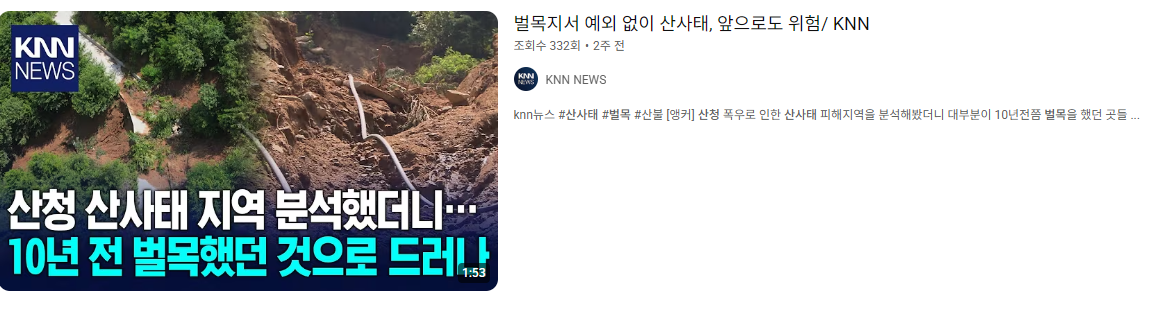 KNN
NEWS
산청 산사태 지역 분석했더니…
10년 전 벌목했던 것으로 드러나
1:53
벌목지서 예외 없이 산사태, 앞으로도 위험/ KNN
조회수 332회 • 2주 전
KNN
NEWS
KNN NEWS
knn뉴스 #산사태 #벌목 #산불 [앵커] 산청 폭우로 인한 산사태 피해지역을 분석해봤더니 대부분이 10년전쯤 벌목을 했던 곳들 ...